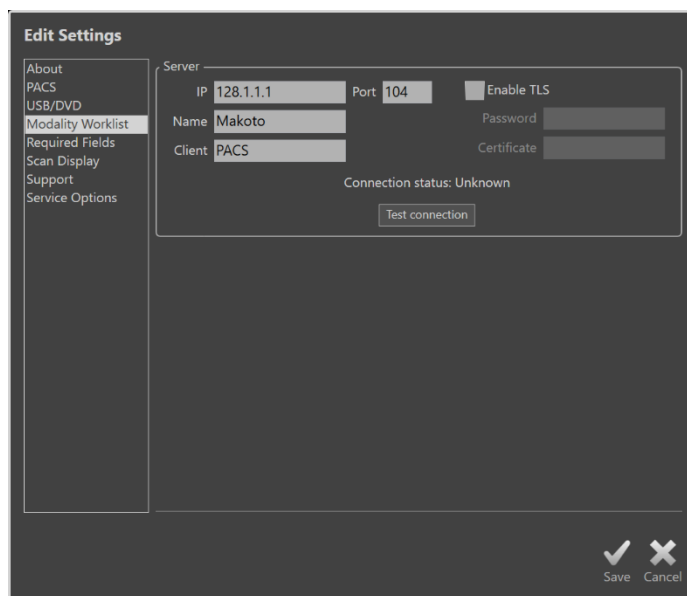 Edit Settings
About
PACS
USB/DVD
Modality Worklist
Required Fields
Scan Display
Support
Service Options
Server
IP 128.1.1.1 Port 104 Enable TLS
Name Makoto Password
Client PACS Certificate
Connection status: Unknown
Test connection
Save Cancel